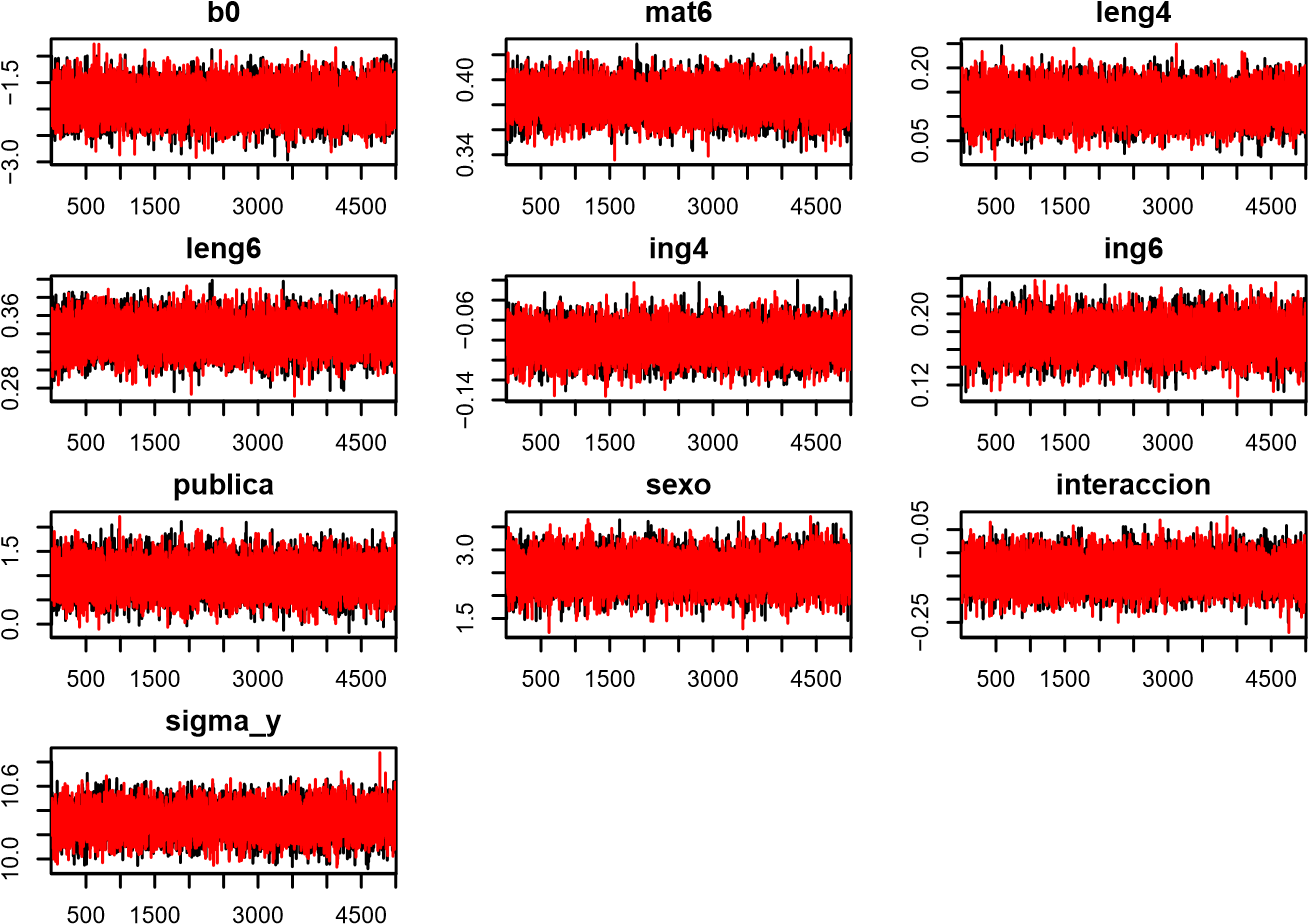 b0
−1.5
−3.0
500 1500 3000 4500
mat6
0.40
0.34
500 1500 3000 4500
leng4
0.20
0.05
500 1500 3000 4500
leng6
0.36
0.28
500 1500 3000 4500
ing4
−0.06
−0.14
500 1500 3000 4500
ing6
0.20
0.12
500 1500 3000 4500
publica
1.5
0.0
500 1500 3000 4500
sexo
3.0
1.5
500 1500 3000 4500
interaccion
−0.05
−0.25
500 1500 3000 4500
sigma_y
10.6
10.0
500 1500 3000 4500